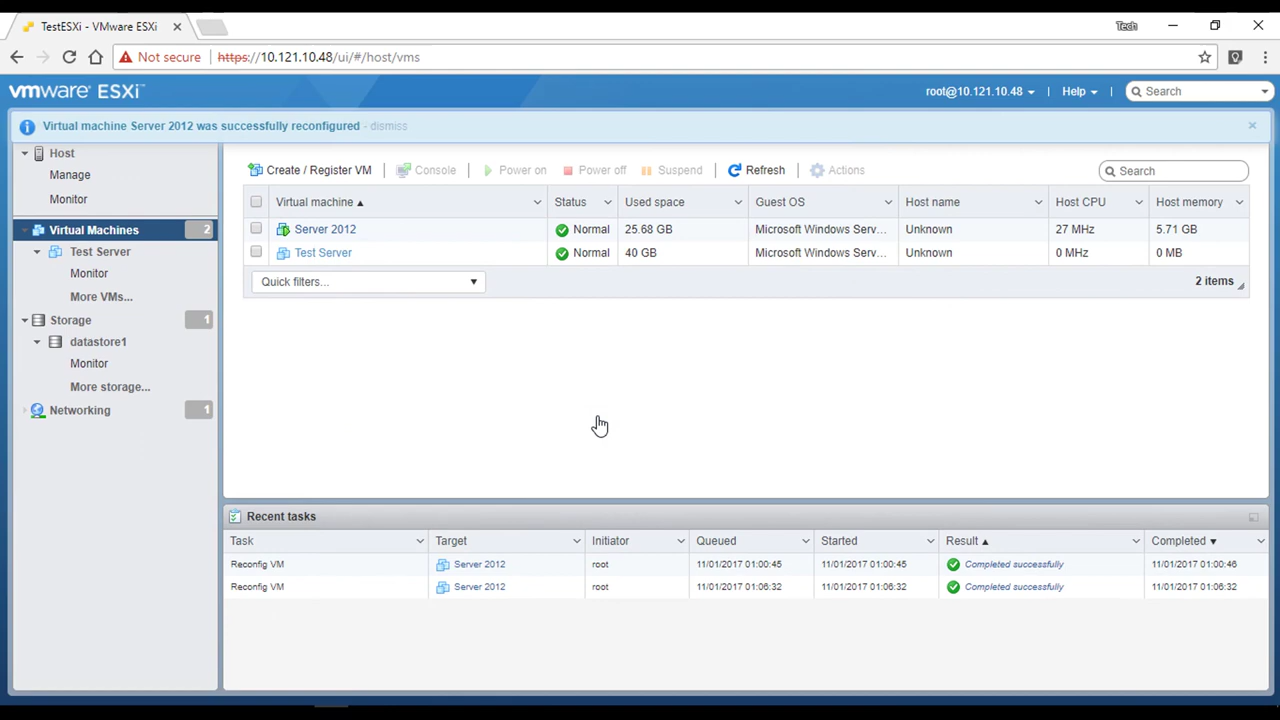 TestESXi - VMware ESXi
Tech
Not secure https://10.121.10.48/ui/#/host/vms
vmware ESXi
root@10.121.10.48 Help Search
Virtual machine Server 2012 was successfully reconfigured - dismiss
Host
Manage
Monitor
Virtual Machines 2
Test Server
Monitor
More VMs...
Storage 1
datastore1
Monitor
More storage...
Networking 1
Create / Register VM Console Power on Power off Suspend Refresh Actions Search
Virtual machine Status Used space Guest OS Host name Host CPU Host memory
Server 2012 Normal 25.68 GB Microsoft Windows Serv... Unknown 27 MHz 5.71 GB
Test Server Normal 40 GB Microsoft Windows Serv... Unknown 0 MHz 0 MB
Quick filters... 2 items
Recent tasks
Task Target Initiator Queued Started Result Completed
Reconfig VM Server 2012 root 11/01/2017 01:00:45 11/01/2017 01:00:45 Completed successfully 11/01/2017 01:00:46
Reconfig VM Server 2012 root 11/01/2017 01:06:32 11/01/2017 01:06:32 Completed successfully 11/01/2017 01:06:32